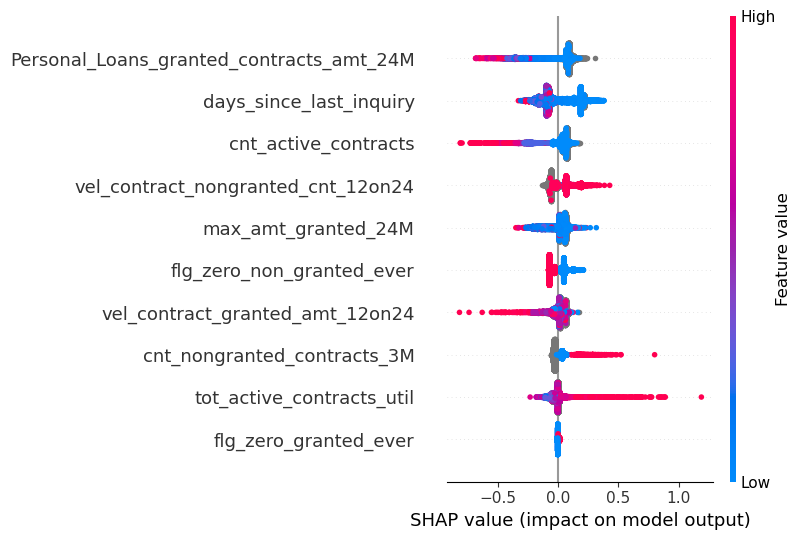 High
Personal_Loans_granted_contracts_amt_24M
days_since_last_inquiry
cnt_active_contracts
vel_contract_nongranted_cnt_12on24
max_amt_granted_24M
flg_zero_non_granted_ever
vel_contract_granted_amt_12on24
cnt_nongranted_contracts_3M
tot_active_contracts_util
flg_zero_granted_ever
Feature value
Low
−0.5 0.0 0.5 1.0
SHAP value (impact on model output)